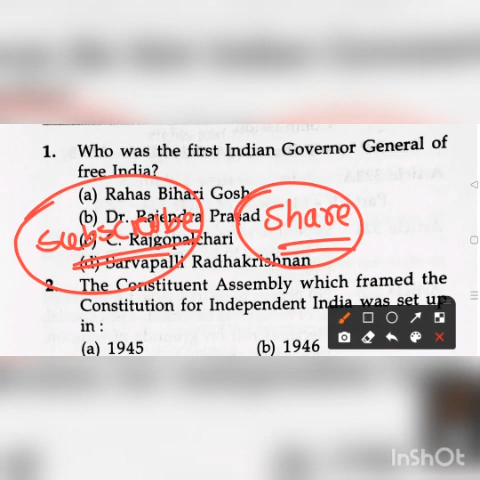 1. Who was the first Indian Governor General of
free India?
(a) Rahas Bihari Gosh
(b) Dr. Rajendra Prasad
(c) C. Rajgopalchari
(d) Sarvapalli Radhakrishnan
subscribe
Share
2. The Constituent Assembly which framed the
Constitution for Independent India was set up
in :
(a) 1945 (b) 1946
InShOt